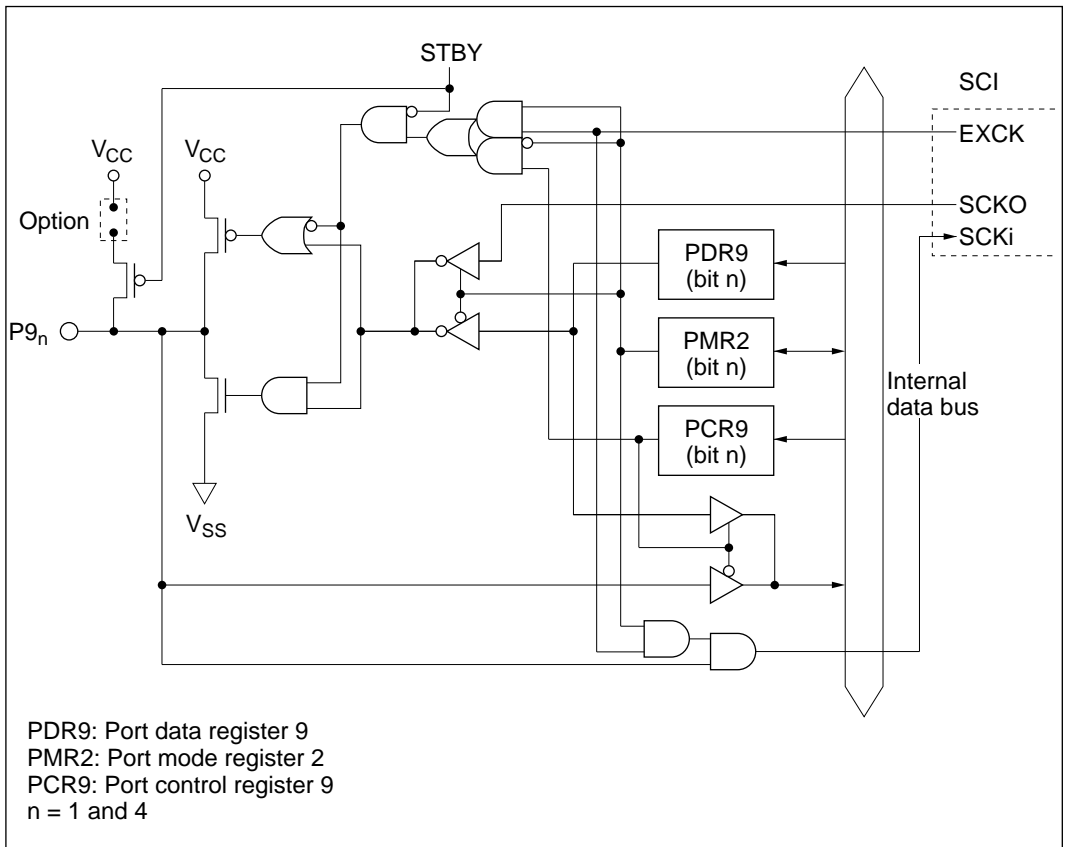 STBY
SCI
EXCK
VCC
VCC
Option
SCKO
SCKi
PDR9
(bit n)
P9n
PMR2
(bit n)
Internal
data bus
PCR9
(bit n)
VSS
PDR9: Port data register 9
PMR2: Port mode register 2
PCR9: Port control register 9
n = 1 and 4